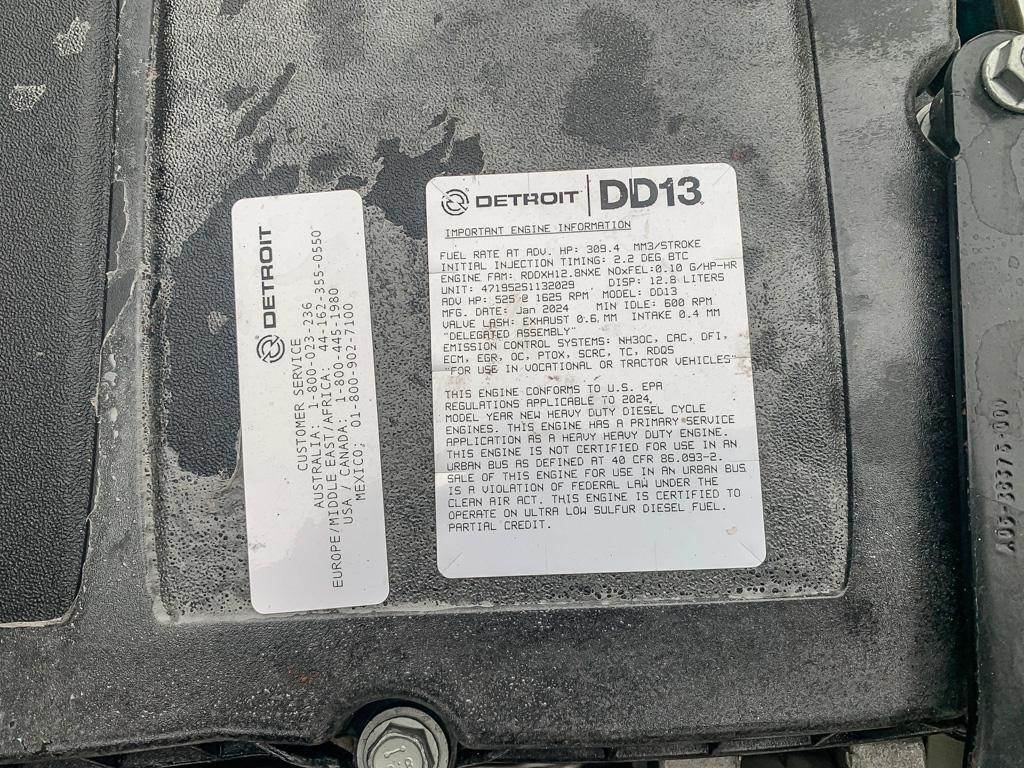 DETROIT
CUSTOMER SERVICE
AUSTRALIA: 1-800-023-236
EUROPE/MIDDLE EAST/AFRICA: 44-162-355-0550
USA / CANADA: 1-800-445-1980
MEXICO; 01-800-902-7100
DETROIT DD13
IMPORTANT ENGINE INFORMATION
FUEL RATE AT ADV. HP: 309.4 MM3/STROKE
INITIAL INJECTION TIMING: 2.2 DEG BTC
ENGINE FAM: RDDXH12.8NXE NOxFEL:0.10 G/HP-HR
UNIT: 471952S1132029 DISP: 12.8 LITERS
ADV HP: 525 @ 1625 RPM MODEL: DD13
MFG. DATE: Jan 2024 MIN IDLE: 600 RPM
VALVE LASH: EXHAUST 0.6 MM INTAKE 0.4 MM
"DELEGATED ASSEMBLY"
EMISSION CONTROL SYSTEMS: NH3OC, CAC, DFI,
ECM, EGR, OC, PTOX, SCRC, TC, RDQS
"FOR USE IN VOCATIONAL OR TRACTOR VEHICLES"
THIS ENGINE CONFORMS TO U.S. EPA
REGULATIONS APPLICABLE TO 2024,
MODEL YEAR NEW HEAVY DUTY DIESEL CYCLE
ENGINES. THIS ENGINE HAS A PRIMARY SERVICE
APPLICATION AS A HEAVY HEAVY DUTY ENGINE.
THIS ENGINE IS NOT CERTIFIED FOR USE IN AN
URBAN BUS AS DEFINED AT 40 CFR 86.093-2.
SALE OF THIS ENGINE FOR USE IN AN URBAN BUS
IS A VIOLATION OF FEDERAL LAW UNDER THE
CLEAN AIR ACT. THIS ENGINE IS CERTIFIED TO
OPERATE ON ULTRA LOW SULFUR DIESEL FUEL.
PARTIAL CREDIT.